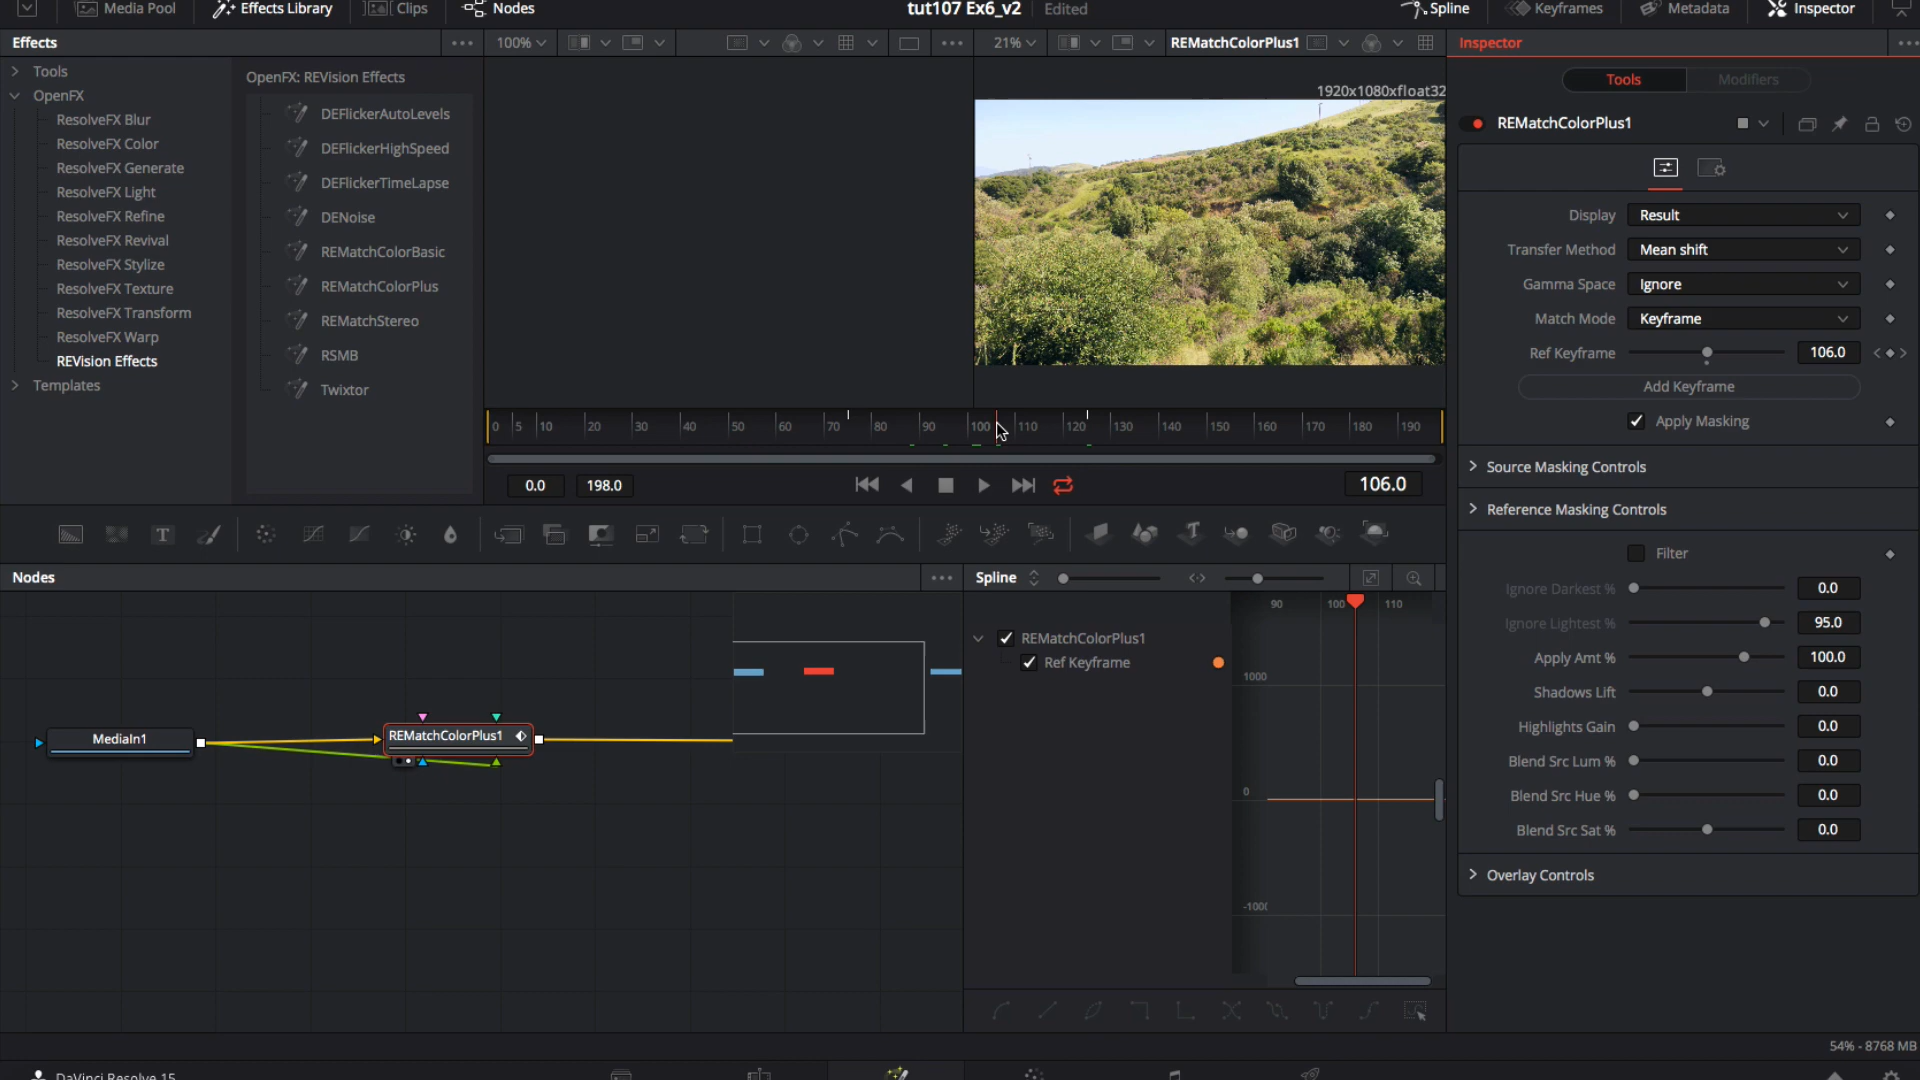 Media Pool
Effects Library
Clips
Nodes
tut107 Ex6_v2
Edited
Spline
Keyframes
Metadata
Inspector
Effects
100%
21%
REMatchColorPlus1
Inspector
Tools
OpenFX
ResolveFX Blur
ResolveFX Color
ResolveFX Generate
ResolveFX Light
ResolveFX Refine
ResolveFX Revival
ResolveFX Stylize
ResolveFX Texture
ResolveFX Transform
ResolveFX Warp
REVision Effects
Templates
OpenFX: REVision Effects
DEFlickerAutoLevels
DEFlickerHighSpeed
DEFlickerTimeLapse
DENoise
REMatchColorBasic
REMatchColorPlus
REMatchStereo
RSMB
Twixtor
1920x1080xfloat32
0 5 10 20 30 40 50 60 70 80 90 100 110 120 130 140 150 160 170 180 190
0.0
198.0
106.0
Tools
Modifiers
REMatchColorPlus1
Display
Result
Transfer Method
Mean shift
Gamma Space
Ignore
Match Mode
Keyframe
Ref Keyframe
106.0
Add Keyframe
Apply Masking
Source Masking Controls
Reference Masking Controls
Filter
Ignore Darkest %
0.0
Ignore Lightest %
95.0
Apply Amt %
100.0
Shadows Lift
0.0
Highlights Gain
0.0
Blend Src Lum %
0.0
Blend Src Hue %
0.0
Blend Src Sat %
0.0
Overlay Controls
Nodes
MediaIn1
REMatchColorPlus1
Spline
REMatchColorPlus1
Ref Keyframe
90 100 110
1000
0
54% - 8768 MB
DaVinci Resolve 15